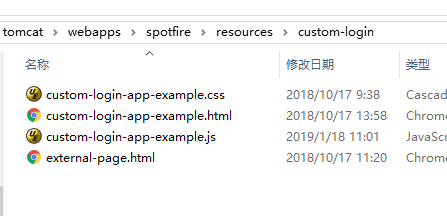 tomcat > webapps > spotfire > resources > custom-login
名称 修改日期 类型
custom-login-app-example.css 2018/10/17 9:38 Cascad
custom-login-app-example.html 2018/10/17 13:58 Chrome
custom-login-app-example.js 2019/1/18 11:01 JavaScri
external-page.html 2018/10/17 11:20 Chrome